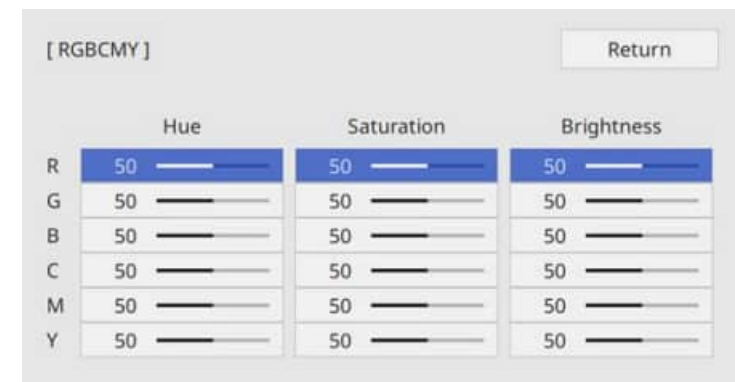 [ RGBCMY ] Return
Hue Saturation Brightness
R 50 50 50
G 50 50 50
B 50 50 50
C 50 50 50
M 50 50 50
Y 50 50 50